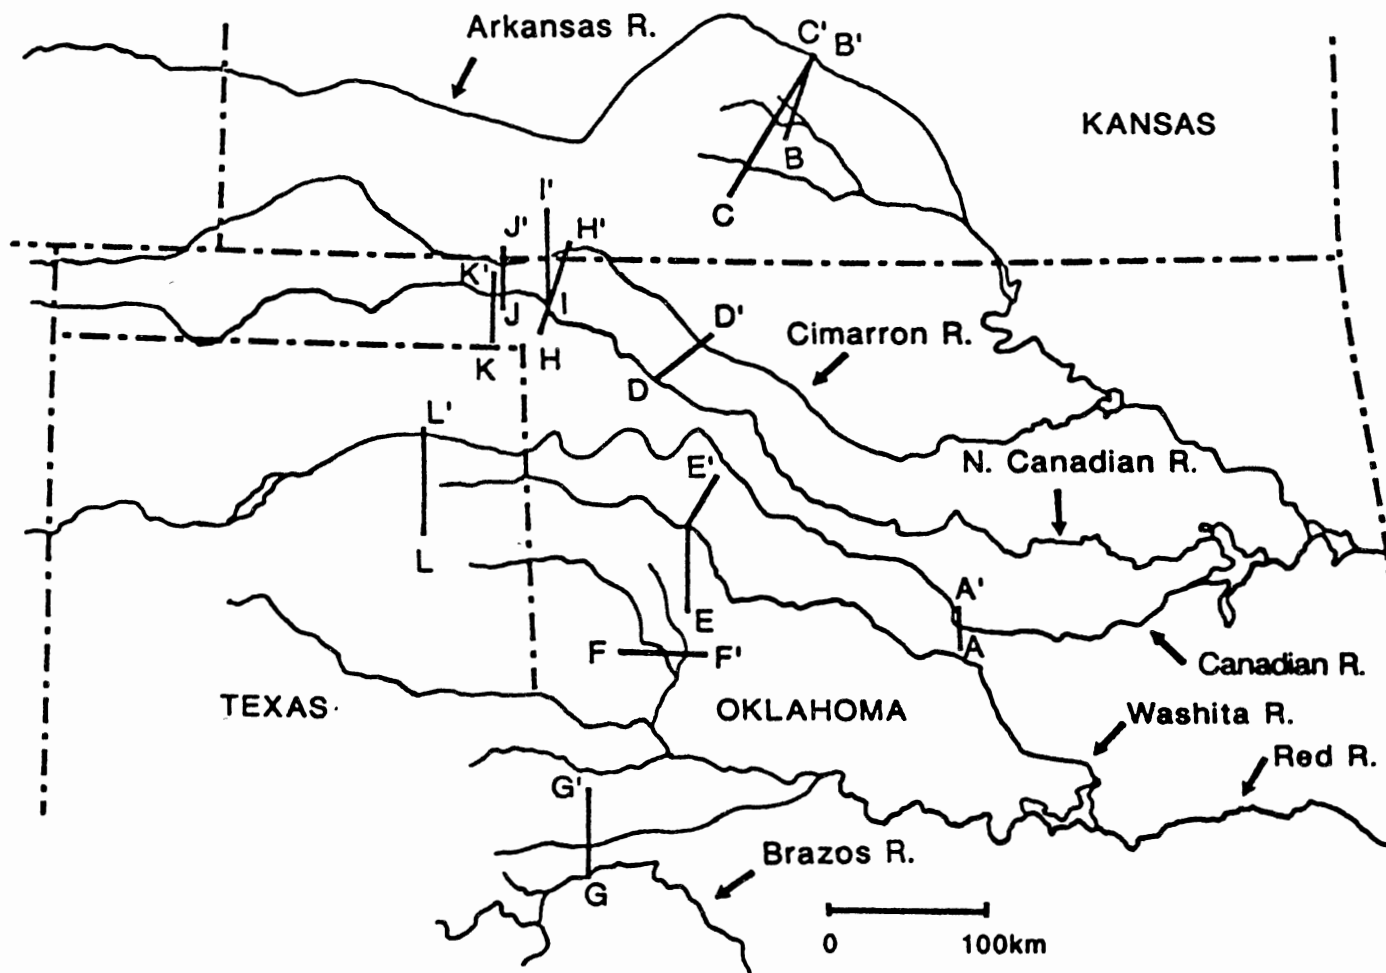 Arkansas R.
C'
B'
KANSAS
B
C
I'
J'
H'
K'
J
I
D'
Cimarron R.
K
H
D
L'
N. Canadian R.
E'
L
A'
E
F
F'
A
Canadian R.
TEXAS
OKLAHOMA
Washita R.
Red R.
G'
Brazos R.
G
0
100km